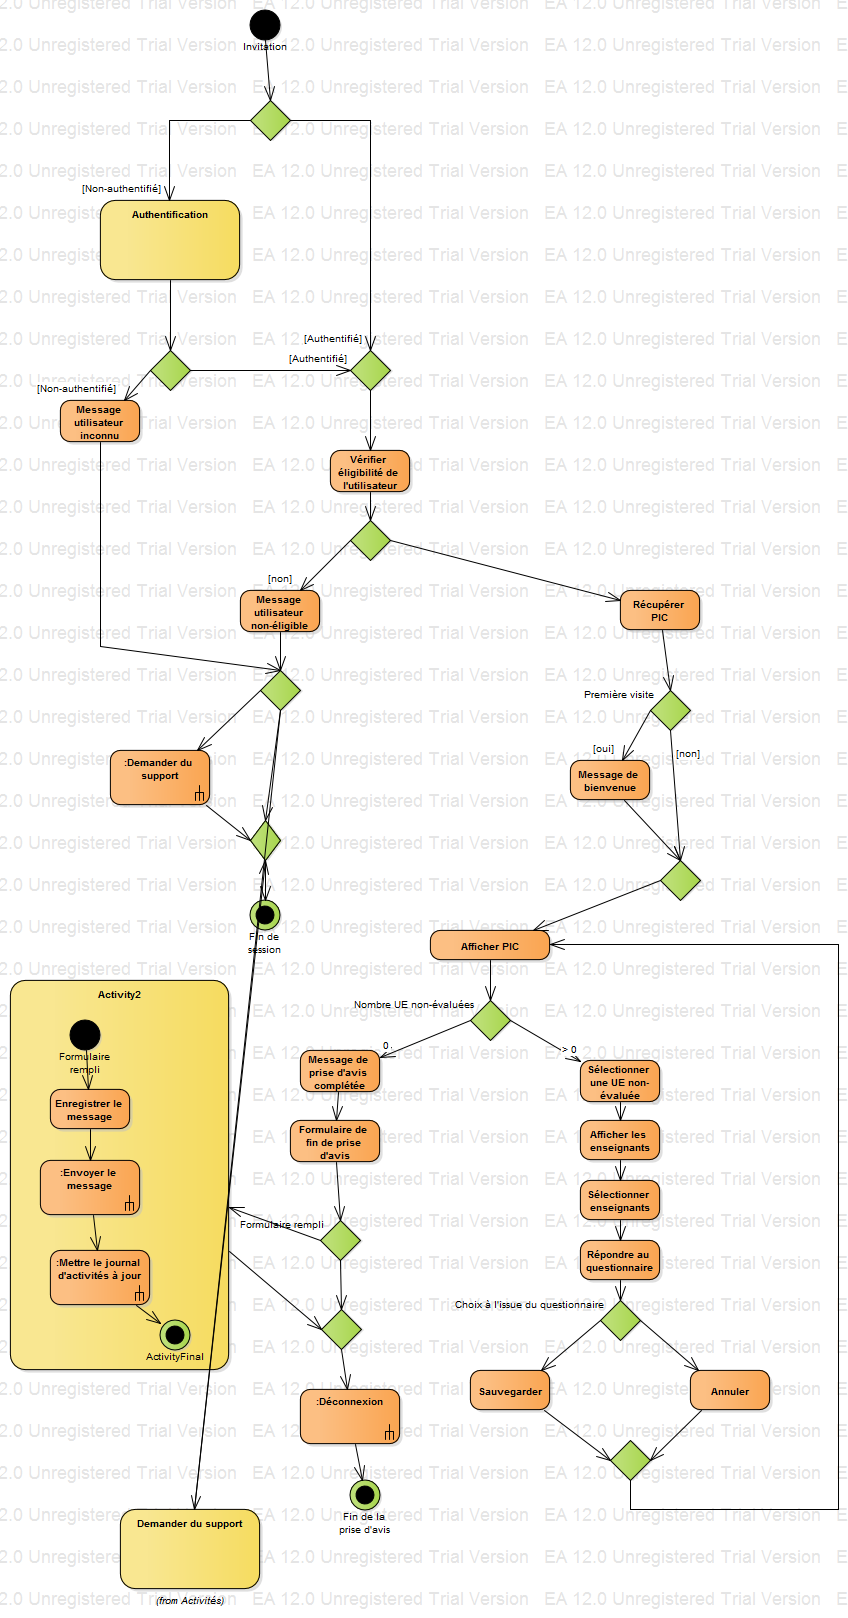 Invitation
[Non-authentifié]
Authentification
[Authentifié]
[Authentifié]
[Non-authentifié]
Message
utilisateur
inconnu
Vérifier
éligibilité de
l'utilisateur
[non]
Message
utilisateur
non-éligible
Récupérer
PIC
Première visite
[oui]
[non]
:Demander du
support
Message de
bienvenue
Fin de
session
Afficher PIC
Activity2
Nombre UE non-évaluées
0
> 0
Formulaire
rempli
Message de
prise d'avis
complétée
Sélectionner
une UE non-
évaluée
Enregistrer le
message
Formulaire de
fin de prise
d'avis
Afficher les
enseignants
:Envoyer le
message
Sélectionner
enseignants
Formulaire rempli
:Mettre le journal
d'activités à jour
Répondre au
questionnaire
Choix à l'issue du questionnaire
ActivityFinal
Sauvegarder
Annuler
:Déconnexion
Fin de la
prise d'avis
Demander du support
(from Activités)
EA 12.0 Unregistered Trial Version